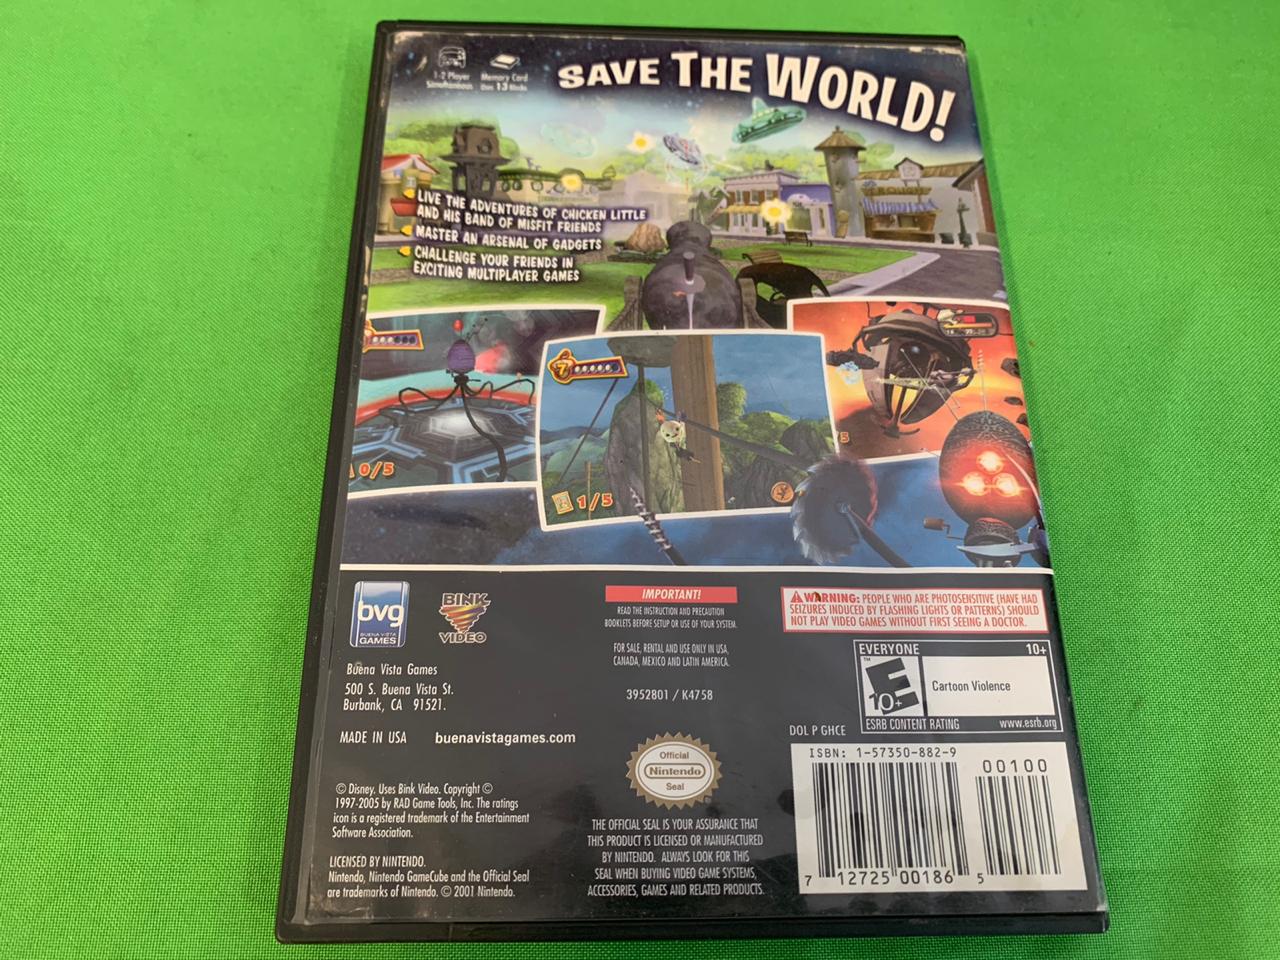 1-2 Player
Simultaneous
Memory Card
Uses 13 Blocks
SAVE THE WORLD!
LIVE THE ADVENTURES OF CHICKEN LITTLE
AND HIS BAND OF MISFIT FRIENDS
MASTER AN ARSENAL OF GADGETS
CHALLENGE YOUR FRIENDS IN
EXCITING MULTIPLAYER GAMES
0/5
7
1/5
5
bvg
BUENA VISTA
GAMES
BINK
VIDEO
Buena Vista Games
500 S. Buena Vista St.
Burbank, CA 91521.
MADE IN USA
buenavistagames.com
© Disney. Uses Bink Video. Copyright ©
1997-2005 by RAD Game Tools, Inc. The ratings
icon is a registered trademark of the Entertainment
Software Association.
LICENSED BY NINTENDO.
Nintendo, Nintendo GameCube and the Official Seal
are trademarks of Nintendo. © 2001 Nintendo.
IMPORTANT!
READ THE INSTRUCTION AND PRECAUTION
BOOKLETS BEFORE SETUP OR USE OF YOUR SYSTEM.
FOR SALE, RENTAL AND USE ONLY IN USA,
CANADA, MEXICO AND LATIN AMERICA.
3952801 / K4758
Official
Nintendo
Seal
THE OFFICIAL SEAL IS YOUR ASSURANCE THAT
THIS PRODUCT IS LICENSED OR MANUFACTURED
BY NINTENDO. ALWAYS LOOK FOR THIS
SEAL WHEN BUYING VIDEO GAME SYSTEMS,
ACCESSORIES, GAMES AND RELATED PRODUCTS.
WARNING: PEOPLE WHO ARE PHOTOSENSITIVE (HAVE HAD
SEIZURES INDUCED BY FLASHING LIGHTS OR PATTERNS) SHOULD
NOT PLAY VIDEO GAMES WITHOUT FIRST SEEING A DOCTOR.
EVERYONE 10+
TM
E
10+
Cartoon Violence
ESRB CONTENT RATING www.esrb.org
DOL P GHCE
ISBN: 1-57350-882-9
00100
7 12725 00186 5